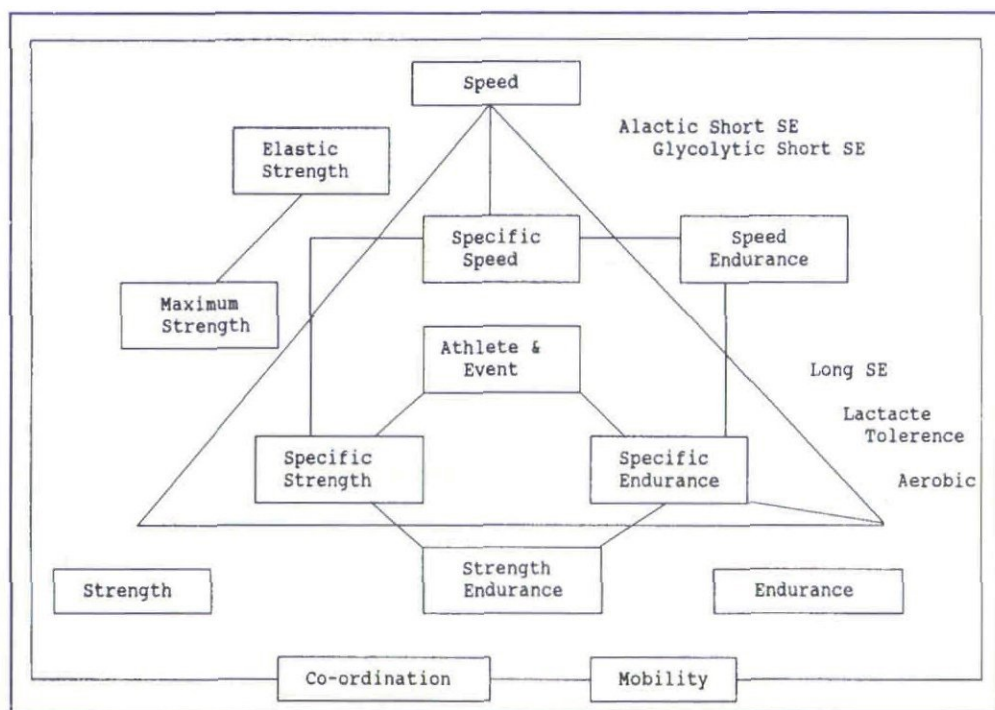 Speed
Alactic Short SE
Glycolytic Short SE
Elastic
Strength
Specific
Speed
Speed
Endurance
Maximum
Strength
Athlete &
Event
Long SE
Lactacte
Tolerence
Specific
Strength
Specific
Endurance
Aerobic
Strength
Strength
Endurance
Endurance
Co-ordination
Mobility